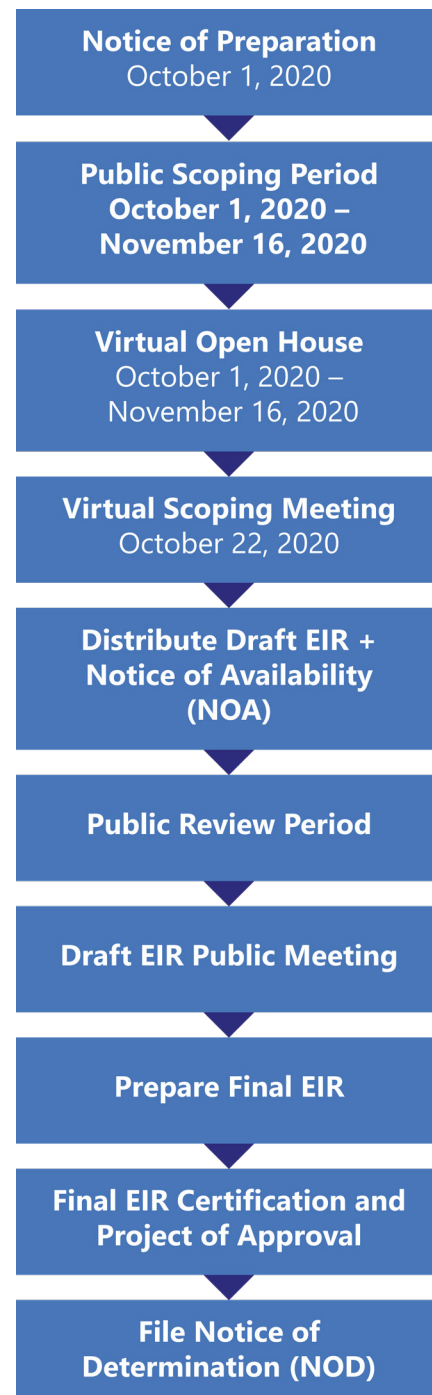 Notice of Preparation
October 1, 2020
Public Scoping Period
October 1, 2020 –
November 16, 2020
Virtual Open House
October 1, 2020 –
November 16, 2020
Virtual Scoping Meeting
October 22, 2020
Distribute Draft EIR +
Notice of Availability
(NOA)
Public Review Period
Draft EIR Public Meeting
Prepare Final EIR
Final EIR Certification and
Project of Approval
File Notice of
Determination (NOD)